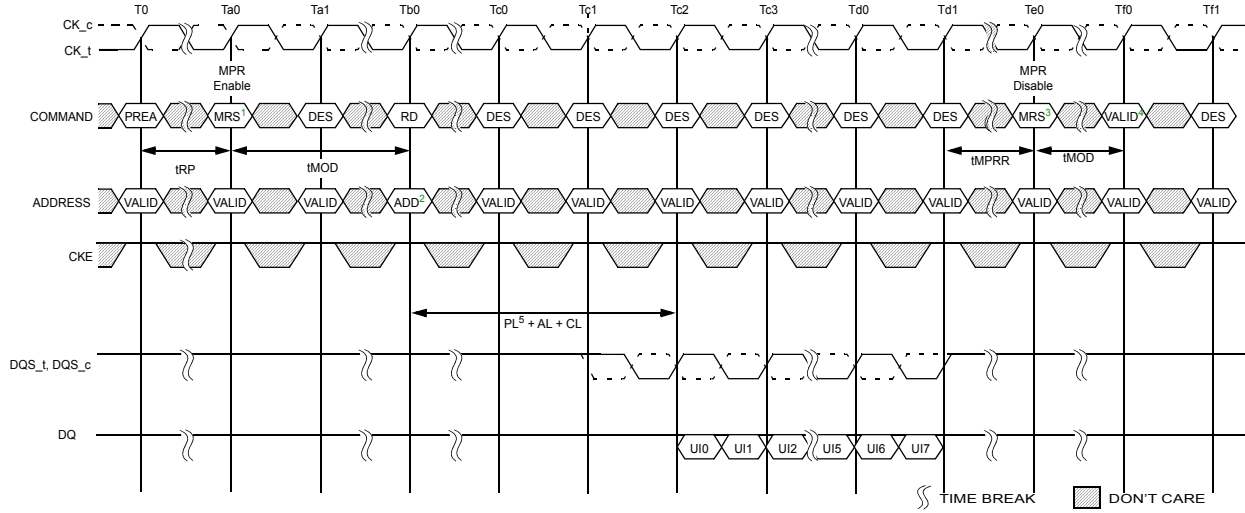 T0 Ta0 Ta1 Tb0 Tc0 Tc1 Tc2 Tc3 Td0 Td1 Te0 Tf0 Tf1
CK_c
CK_t
MPR Enable
MPR Disable
COMMAND PREA MRS1 DES RD DES DES DES DES DES DES MRS3 VALID4 DES
tRP tMOD tMPRR tMOD
ADDRESS VALID VALID VALID ADD2 VALID VALID VALID VALID VALID VALID VALID VALID VALID
CKE
PL5 + AL + CL
DQS_t, DQS_c
DQ UI0 UI1 UI2 UI5 UI6 UI7
TIME BREAK DON'T CARE